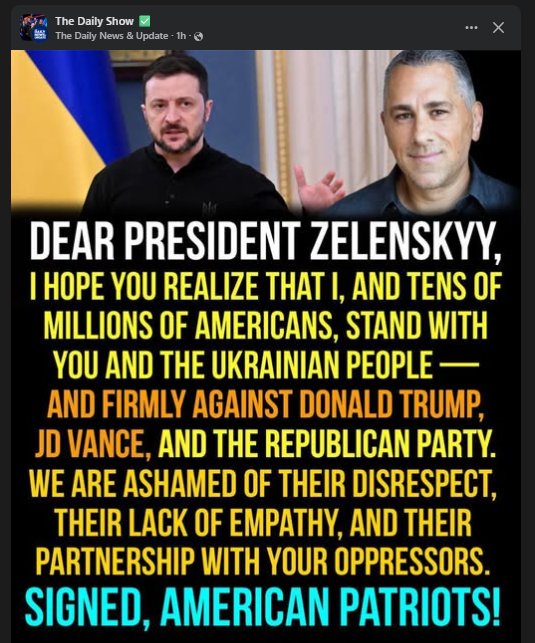 The Daily Show
The Daily News & Update · 1h ·
DEAR PRESIDENT ZELENSKYY,
I HOPE YOU REALIZE THAT I, AND TENS OF
MILLIONS OF AMERICANS, STAND WITH
YOU AND THE UKRAINIAN PEOPLE —
AND FIRMLY AGAINST DONALD TRUMP,
JD VANCE, AND THE REPUBLICAN PARTY.
WE ARE ASHAMED OF THEIR DISRESPECT,
THEIR LACK OF EMPATHY, AND THEIR
PARTNERSHIP WITH YOUR OPPRESSORS.
SIGNED, AMERICAN PATRIOTS!